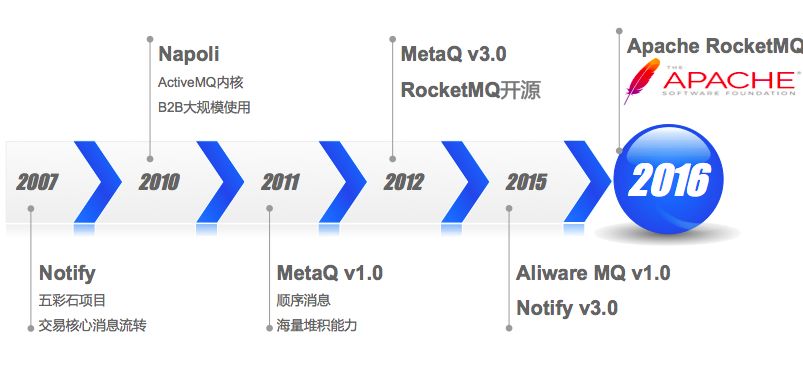 Napoli
ActiveMQ内核
B2B大规模使用
MetaQ v3.0
RocketMQ开源
Apache RocketMQ
THE
APACHE®
SOFTWARE FOUNDATION
2007
2010
2011
2012
2015
2016
Notify
五彩石项目
交易核心消息流转
MetaQ v1.0
顺序消息
海量堆积能力
Aliware MQ v1.0
Notify v3.0